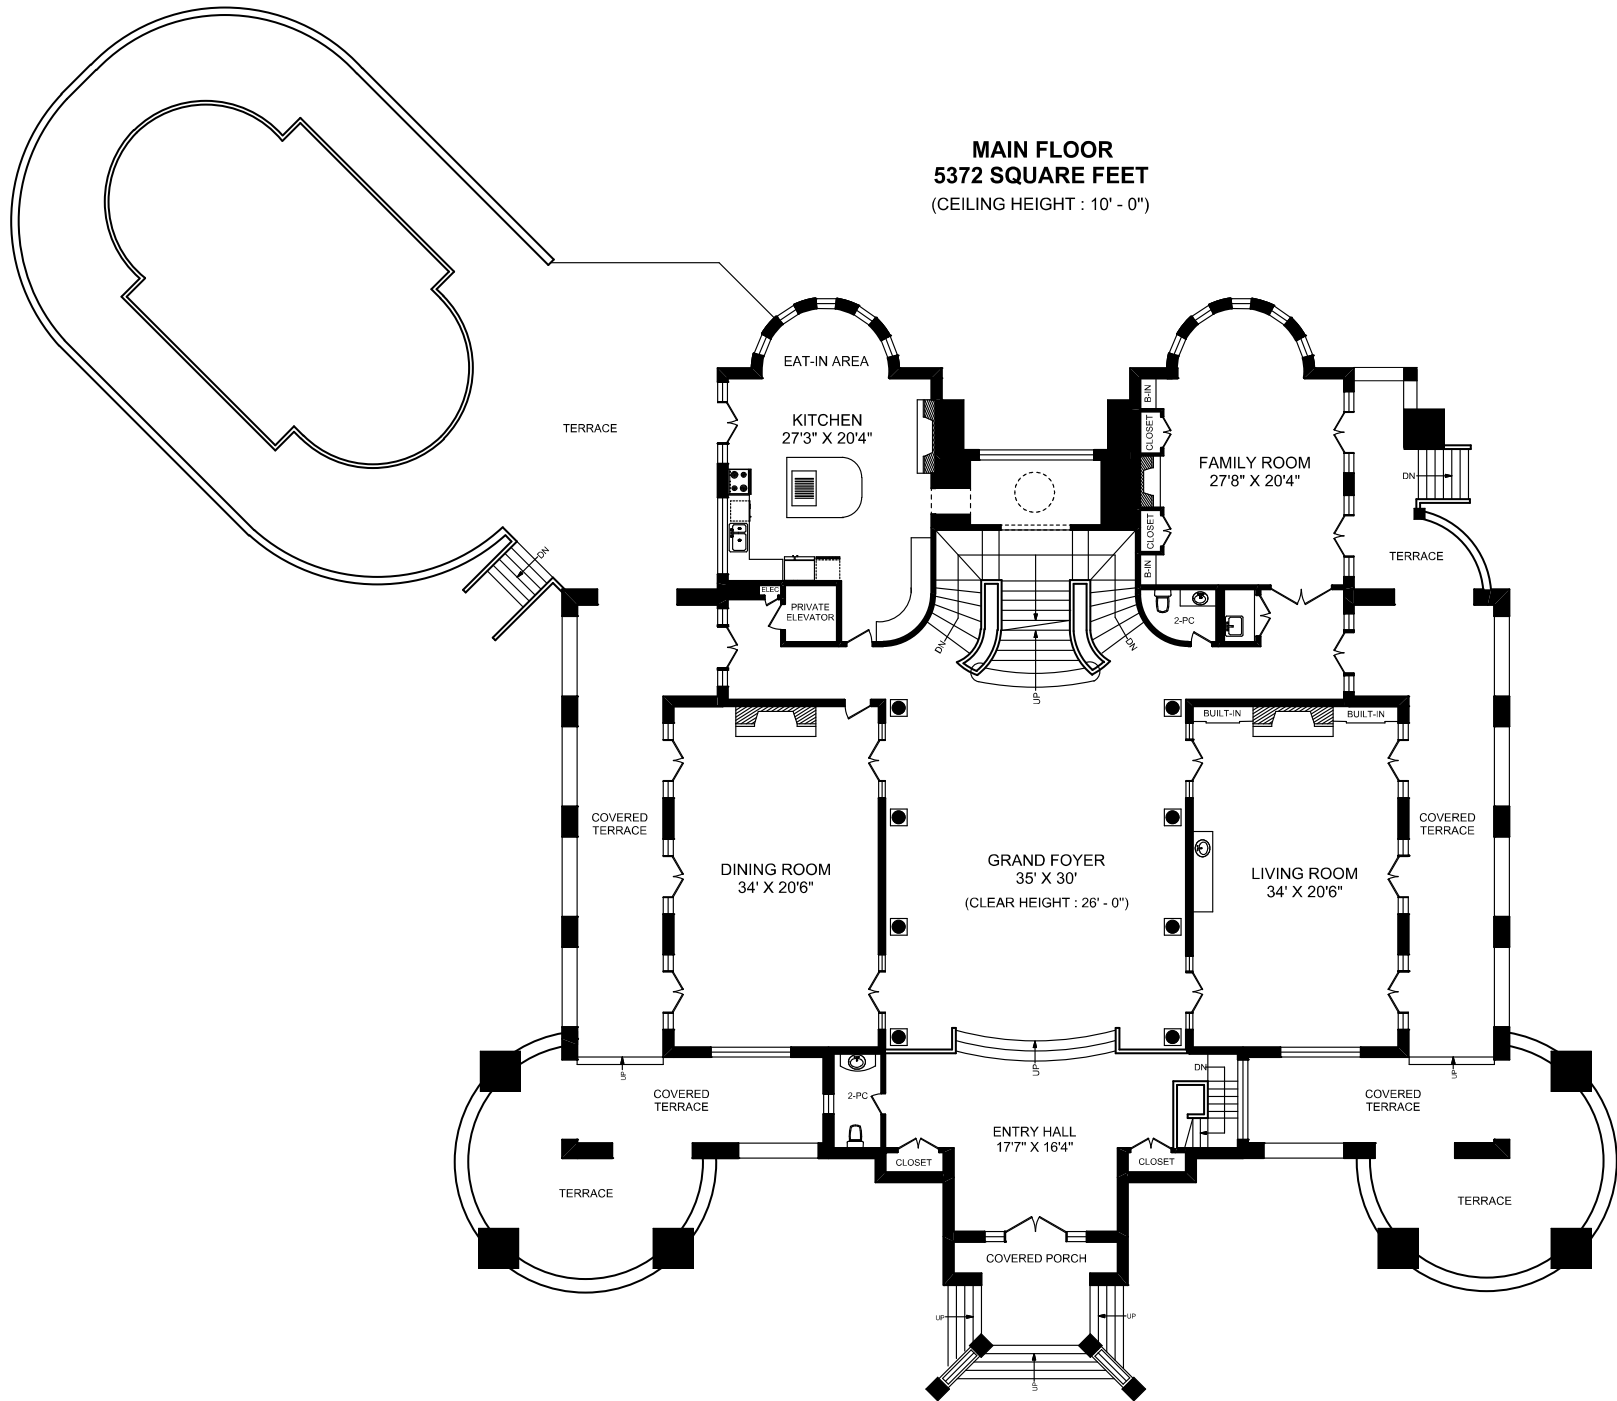 MAIN FLOOR
5372 SQUARE FEET
(CEILING HEIGHT : 10' - 0")
EAT-IN AREA
KITCHEN
27'3" X 20'4"
TERRACE
B-IN
CLOSET
FAMILY ROOM
27'8" X 20'4"
CLOSET
B-IN
DN
TERRACE
DN
ELEC
PRIVATE
ELEVATOR
2-PC
DN
DN
UP
BUILT-IN
BUILT-IN
COVERED
TERRACE
DINING ROOM
34' X 20'6"
GRAND FOYER
35' X 30'
(CLEAR HEIGHT : 26' - 0")
LIVING ROOM
34' X 20'6"
COVERED
TERRACE
UP
UP
DN
UP
COVERED
TERRACE
2-PC
COVERED
TERRACE
ENTRY HALL
17'7" X 16'4"
CLOSET
CLOSET
TERRACE
TERRACE
COVERED PORCH
UP
UP
UP